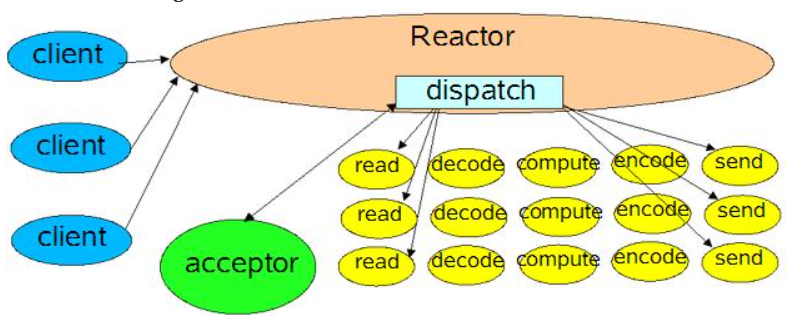 client
Reactor
dispatch
client
client
acceptor
read decode compute encode send
read decode compute encode send
read decode compute encode send